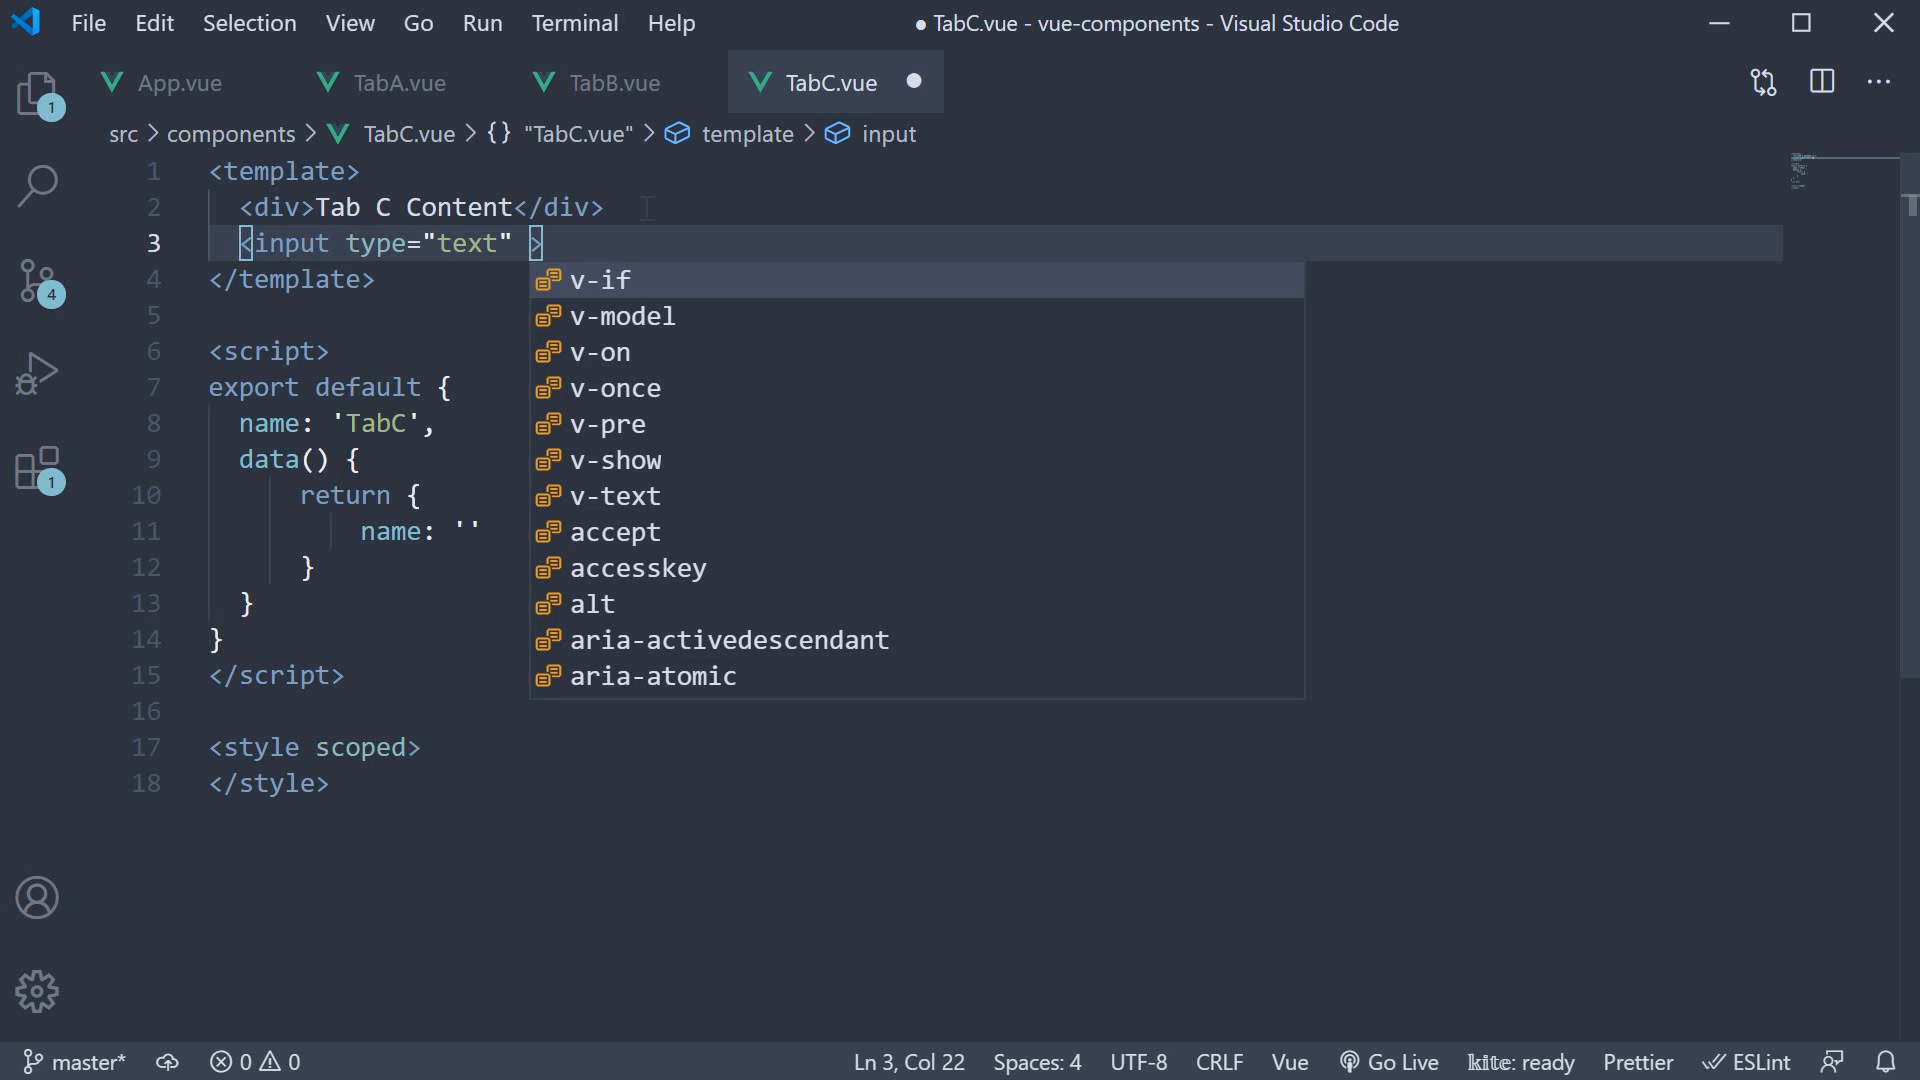 File Edit Selection View Go Run Terminal Help ● TabC.vue - vue-components - Visual Studio Code
App.vue TabA.vue TabB.vue TabC.vue
src > components > TabC.vue > {} "TabC.vue" > template > input
1 <template>
2 <div>Tab C Content</div>
3 <input type="text" >
4 </template>
5
6 <script>
7 export default {
8 name: 'TabC',
9 data() {
10 return {
11 name: ''
12 }
13 }
14 }
15 </script>
16
17 <style scoped>
18 </style>
v-if
v-model
v-on
v-once
v-pre
v-show
v-text
accept
accesskey
alt
aria-activedescendant
aria-atomic
1
4
1
master* 0 0 Ln 3, Col 22 Spaces: 4 UTF-8 CRLF Vue Go Live kite: ready Prettier ESLint